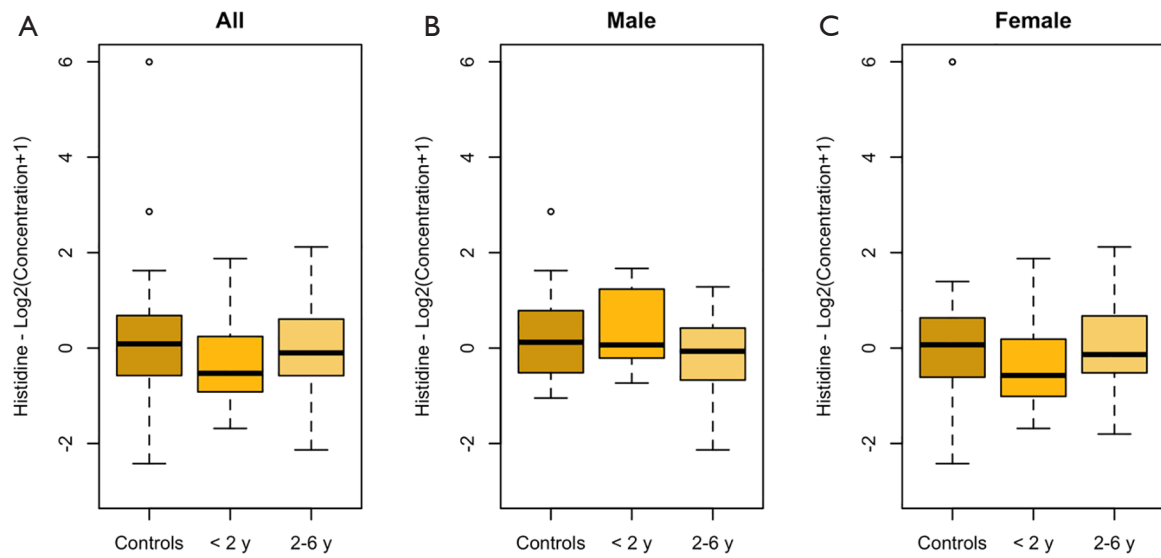 A
All
Histidine - Log2(Concentration+1)
6
4
2
0
-2
Controls
< 2 y
2-6 y
B
Male
Histidine - Log2(Concentration+1)
6
4
2
0
-2
Controls
< 2 y
2-6 y
C
Female
Histidine - Log2(Concentration+1)
6
4
2
0
-2
Controls
< 2 y
2-6 y